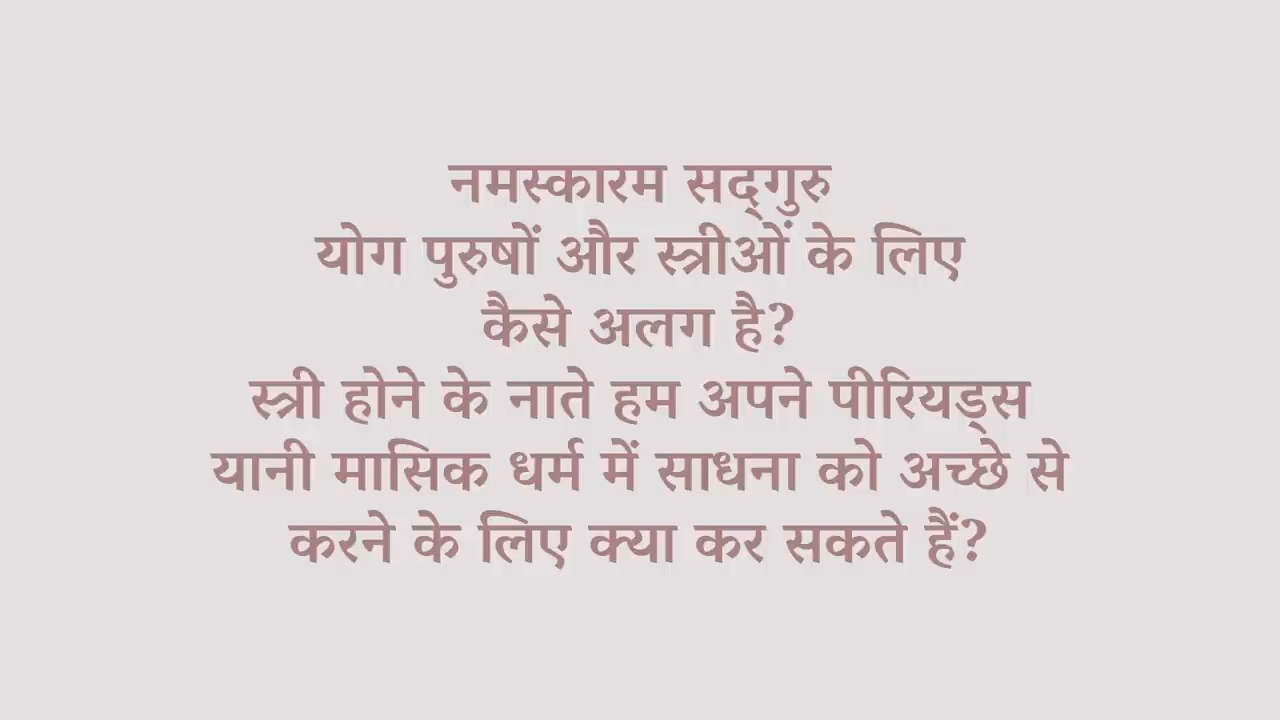 नमस्कारम सद्‌गुरु
योग पुरुषों और स्त्रीओं के लिए
कैसे अलग है?
स्त्री होने के नाते हम अपने पीरियड्स
यानी मासिक धर्म में साधना को अच्छे से
करने के लिए क्या कर सकते हैं?